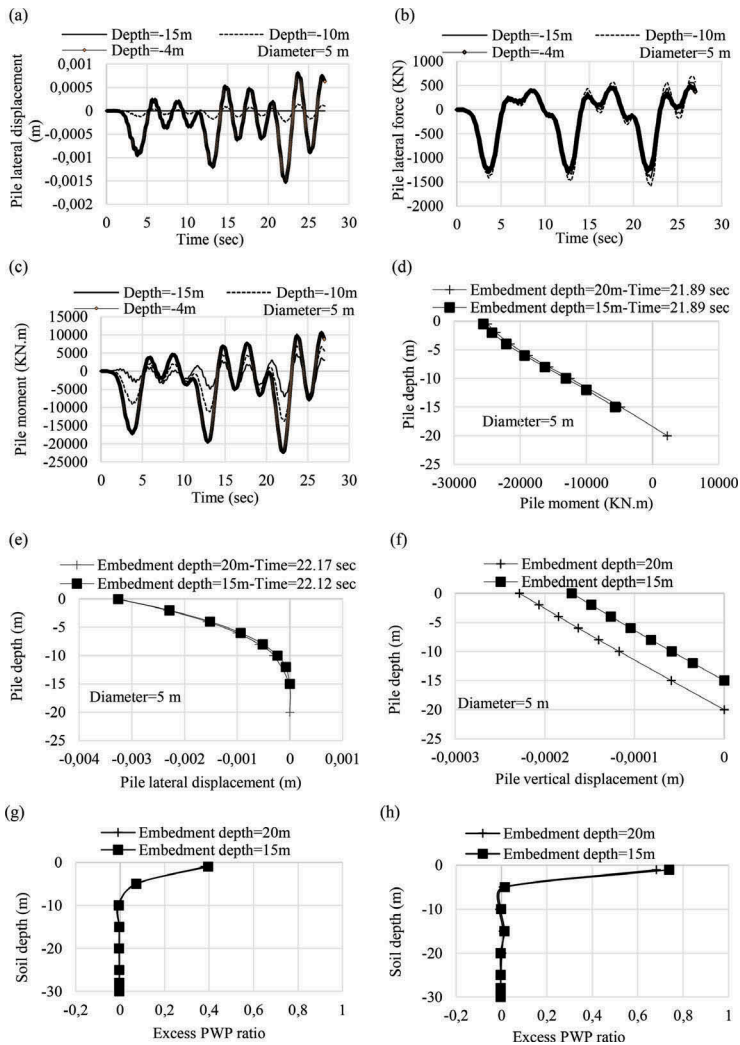 (a)
Depth=-15m
Depth=-10m
Depth=-4m
Diameter=5 m
0,001
0,0005
0
-0,0005
-0,001
-0,0015
-0,002
Pile lateral displacement (m)
0 5 10 15 20 25 30
Time (sec)
(b)
Depth=-15m
Depth=-10m
Depth=-4m
Diameter=5 m
1000
500
0
-500
-1000
-1500
-2000
Pile lateral force (KN)
0 5 10 15 20 25 30
Time (sec)
(c)
Depth=-15m
Depth=-10m
Depth=-4m
Diameter=5 m
15000
10000
5000
0
-5000
-10000
-15000
-20000
25000
Pile moment (KN.m)
0 5 10 15 20 25 30
Time (sec)
(d)
Embedment depth=20m-Time=21.89 sec
Embedment depth=15m-Time=21.89 sec
0
-5
-10
-15
-20
-25
Pile depth (m)
Diameter=5 m
-30000 -20000 -10000 0 10000
Pile moment (KN.m)
(e)
Embedment depth=20m-Time=22.17 sec
Embedment depth=15m-Time=22.12 sec
0
-5
-10
-15
-20
-25
-30
Pile depth (m)
Diameter=5 m
-0,004 -0,003 -0,002 -0,001 0 0,001
Pile lateral displacement (m)
(f)
Embedment depth=20m
Embedment depth=15m
0
-5
-10
-15
-20
-25
Pile depth (m)
Diameter=5 m
-0,0003 -0,0002 -0,0001 0
Pile vertical displacement (m)
(g)
Embedment depth=20m
Embedment depth=15m
0
-10
-20
-30
Soil depth (m)
-0,2 0 0,2 0,4 0,6 0,8 1
Excess PWP ratio
(h)
Embedment depth=20m
Embedment depth=15m
0
-10
-20
-30
Soil depth (m)
-0,2 0 0,2 0,4 0,6 0,8 1
Excess PWP ratio